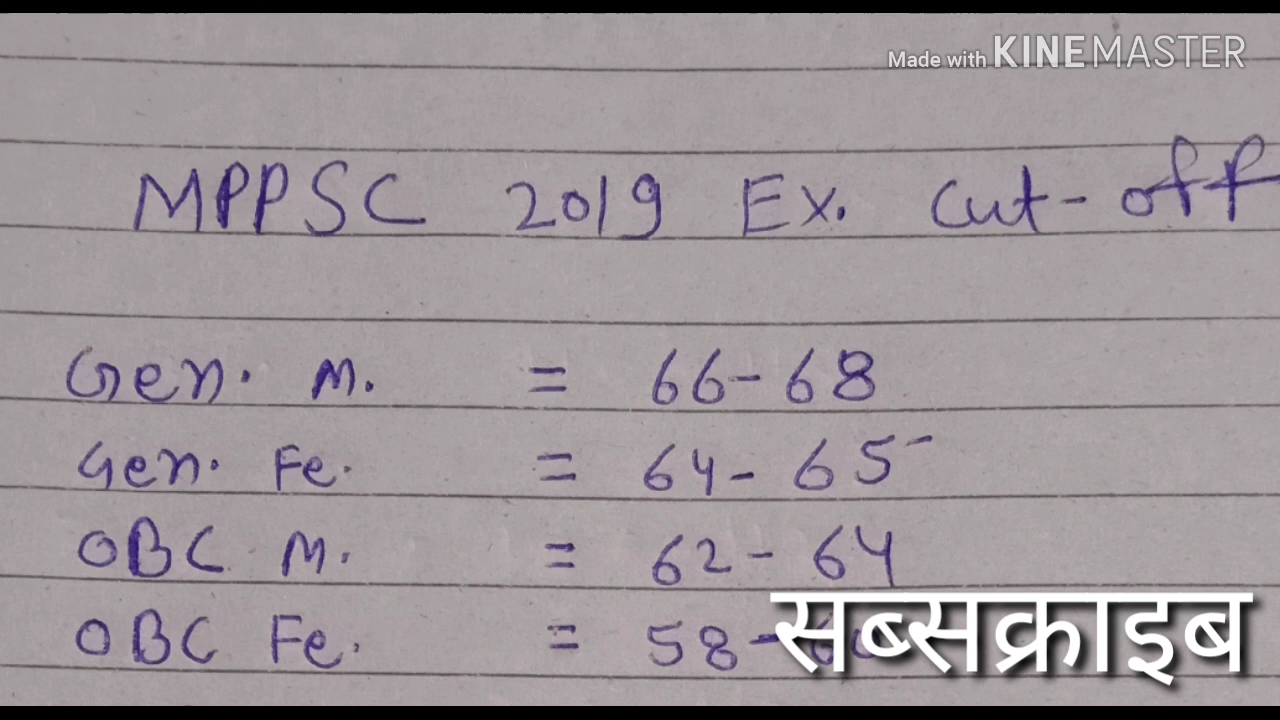 Made with KINEMASTER
MPPSC 2019 Ex. Cut-off
Gen. M. = 66-68
Gen. Fe. = 64-65
OBC M. = 62-64
OBC Fe. = 58-
सब्सक्राइब